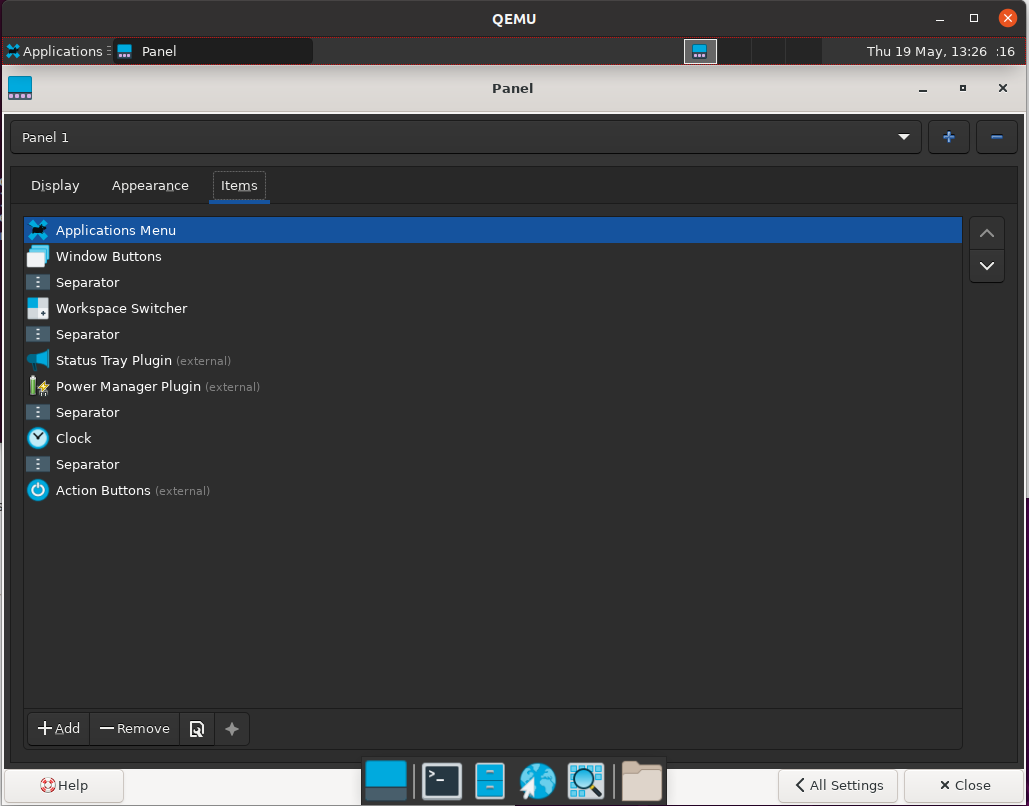 QEMU
Applications Panel Thu 19 May, 13:26 :16
Panel
Panel 1
Display Appearance Items
Applications Menu
Window Buttons
Separator
Workspace Switcher
Separator
Status Tray Plugin (external)
Power Manager Plugin (external)
Separator
Clock
Separator
Action Buttons (external)
Add Remove
Help All Settings Close